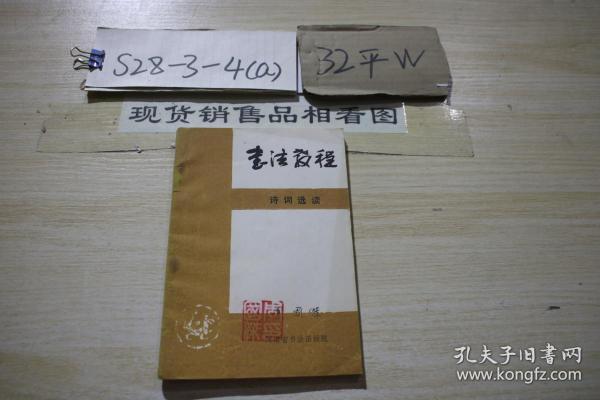 S28-3-4(a)
32平W
现货销售品相看图
书法教程
诗词选读
孔夫子旧书网
www.kongfz.com